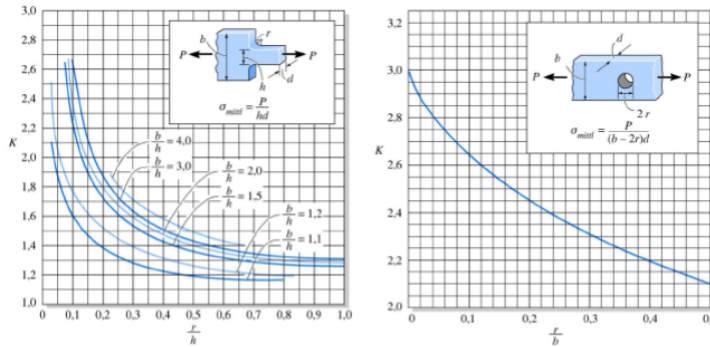 3,0
2,8
2,6
2,4
2,2
K
2,0
1,8
1,6
1,4
1,2
1,0
0
0,1
0,2
0,3
0,4
0,5
0,6
0,7
0,8
0,9
1,0
r/h
P
b
r
h
d
P
σ_mittl = P/hd
b/h = 4,0
b/h = 3,0
b/h = 2,0
b/h = 1,5
b/h = 1,2
b/h = 1,1
3,2
3,0
2,8
K
2,6
2,4
2,2
2,0
0
0,1
0,2
0,3
0,4
r/b
P
b
d
2 r
P
σ_mittl = P/(b − 2r)d